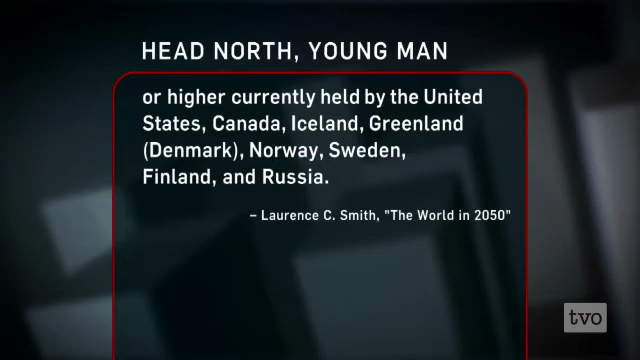 HEAD NORTH, YOUNG MAN
or higher currently held by the United
States, Canada, Iceland, Greenland
(Denmark), Norway, Sweden,
Finland, and Russia.
– Laurence C. Smith, "The World in 2050"
tvo